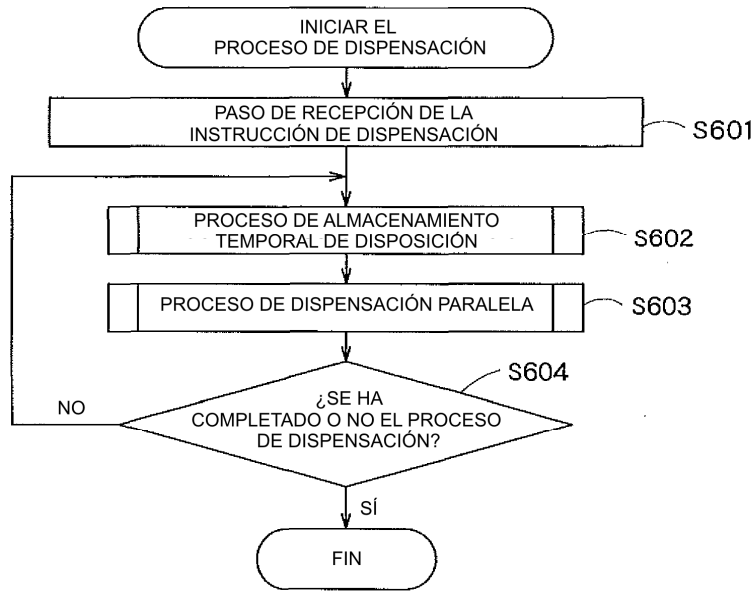 INICIAR EL
PROCESO DE DISPENSACIÓN
PASO DE RECEPCIÓN DE LA
INSTRUCCIÓN DE DISPENSACIÓN
S601
PROCESO DE ALMACENAMIENTO
TEMPORAL DE DISPOSICIÓN
S602
PROCESO DE DISPENSACIÓN PARALELA
S603
S604
¿SE HA
COMPLETADO O NO EL PROCESO
DE DISPENSACIÓN?
NO
SÍ
FIN